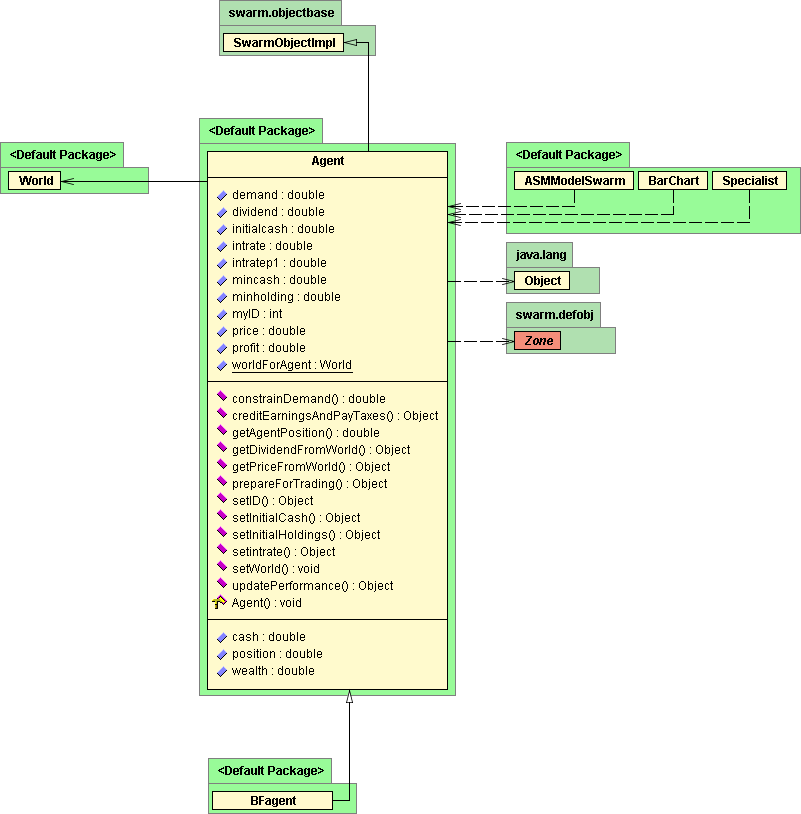 swarm.objectbase
SwarmObjectImpl
<Default Package>
World
<Default Package>
Agent
demand : double
dividend : double
initialcash : double
intrate : double
intratep1 : double
mincash : double
minholding : double
myID : int
price : double
profit : double
worldForAgent : World
constrainDemand() : double
creditEarningsAndPayTaxes() : Object
getAgentPosition() : double
getDividendFromWorld() : Object
getPriceFromWorld() : Object
prepareForTrading() : Object
setID() : Object
setInitialCash() : Object
setInitialHoldings() : Object
setintrate() : Object
setWorld() : void
updatePerformance() : Object
Agent() : void
cash : double
position : double
wealth : double
<Default Package>
ASMModelSwarm BarChart Specialist
java.lang
Object
swarm.defobj
Zone
<Default Package>
BFagent